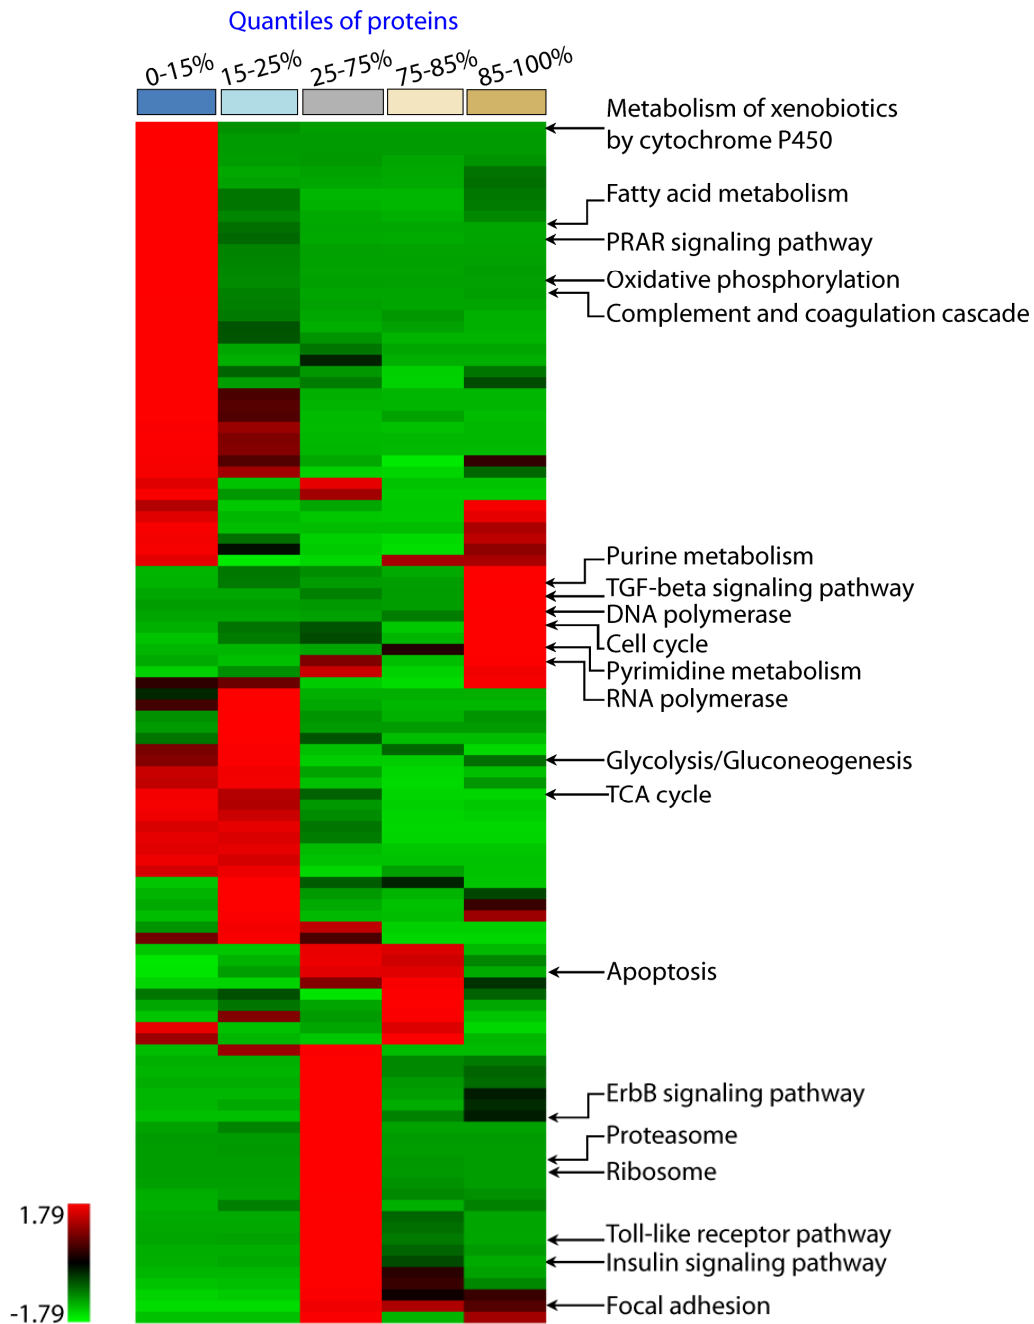 Quantiles of proteins
0-15% 15-25% 25-75% 75-85% 85-100%
Metabolism of xenobiotics
by cytochrome P450
Fatty acid metabolism
PRAR signaling pathway
Oxidative phosphorylation
Complement and coagulation cascade
Purine metabolism
TGF-beta signaling pathway
DNA polymerase
Cell cycle
Pyrimidine metabolism
RNA polymerase
Glycolysis/Gluconeogenesis
TCA cycle
Apoptosis
ErbB signaling pathway
Proteasome
Ribosome
Toll-like receptor pathway
Insulin signaling pathway
Focal adhesion
1.79
-1.79